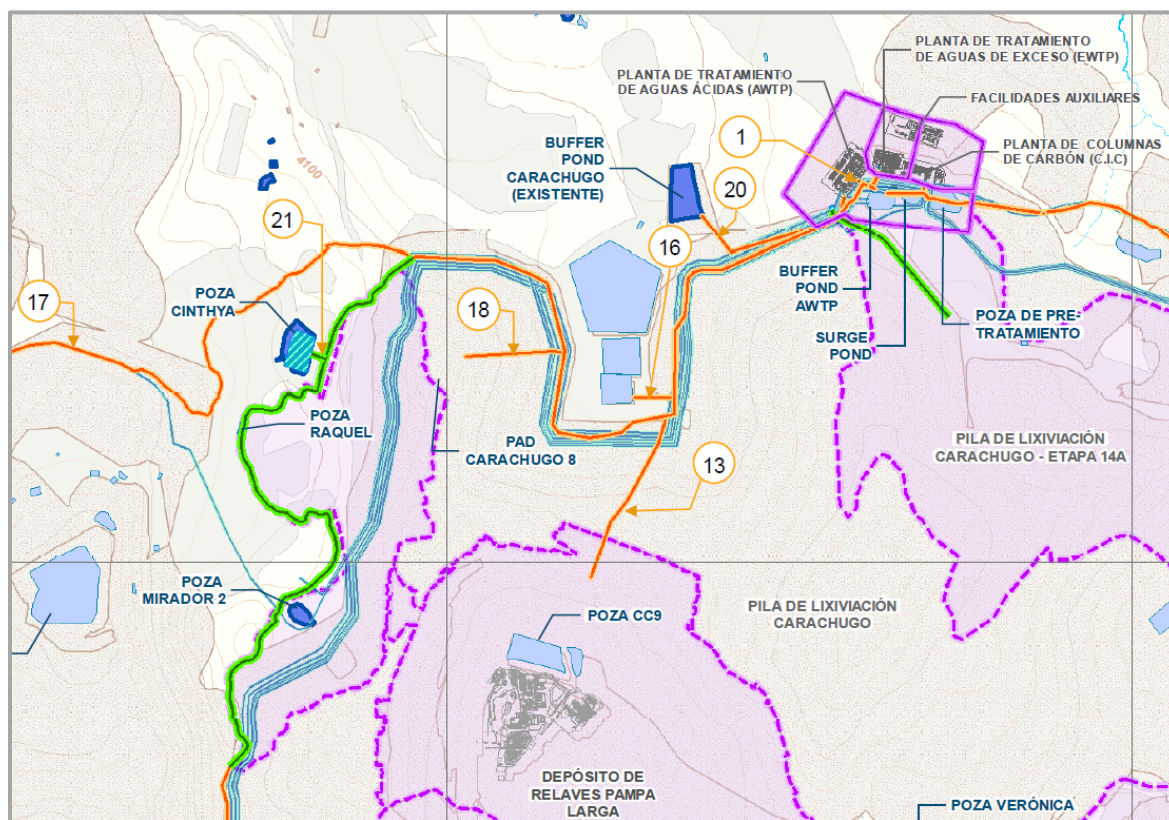 PLANTA DE TRATAMIENTO
DE AGUAS DE EXCESO (EWTP)
PLANTA DE TRATAMIENTO
DE AGUAS ÁCIDAS (AWTP)
FACILIDADES AUXILIARES
1
BUFFER
POND
CARACHUGO
(EXISTENTE)
PLANTA DE COLUMNAS
DE CARBÓN (C.I.C)
4100
20
21
16
BUFFER
POND
AWTP
POZA
CINTHYA
17
18
POZA DE PRE-
TRATAMIENTO
SURGE
POND
POZA
RAQUEL
PAD
CARACHUGO 8
PILA DE LIXIVIACIÓN
CARACHUGO - ETAPA 14A
13
POZA
MIRADOR 2
POZA CC9
PILA DE LIXIVIACIÓN
CARACHUGO
DEPÓSITO DE
RELAVES PAMPA
LARGA
POZA VERÓNICA